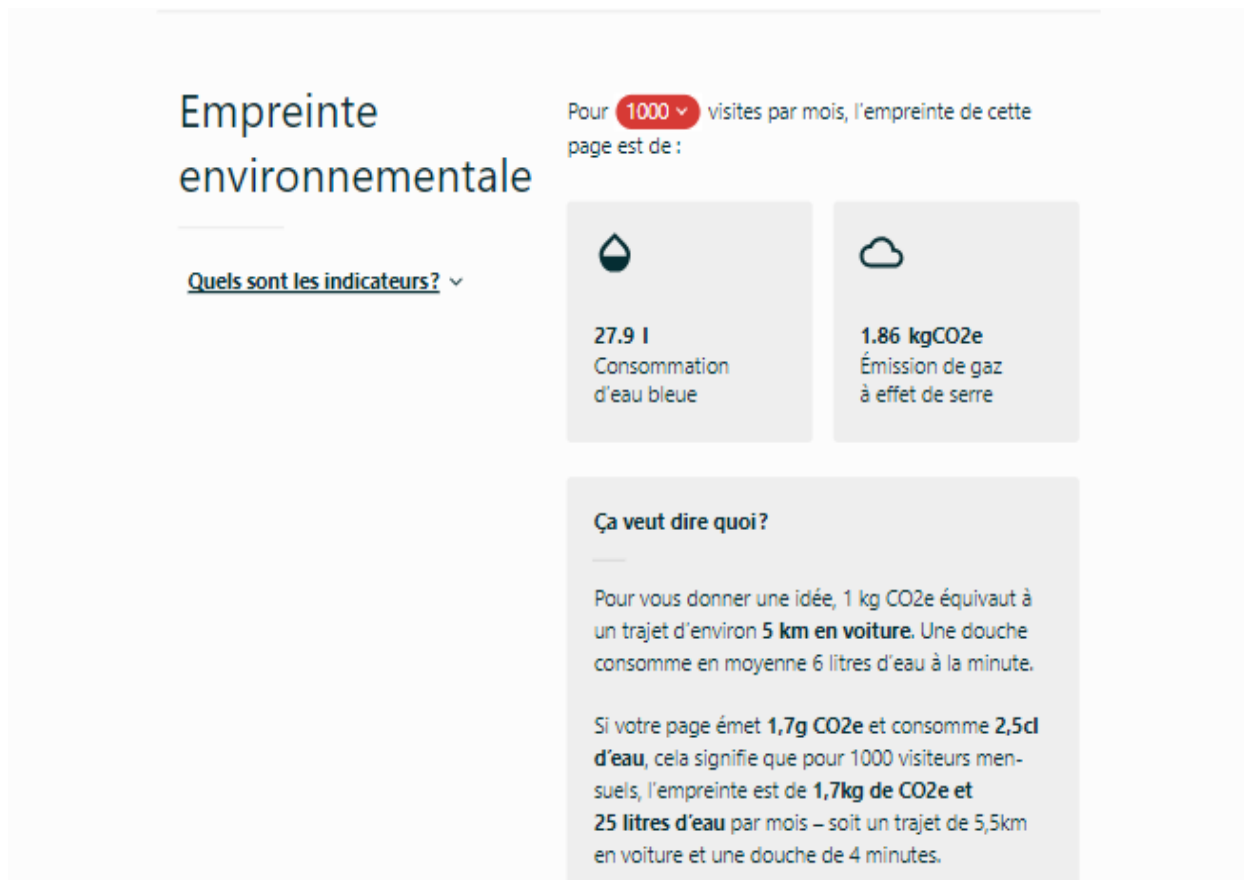 Empreinte
environnementale
Quels sont les indicateurs?
Pour 1000 visites par mois, l'empreinte de cette
page est de :
27.9 l
Consommation
d'eau bleue
1.86 kgCO2e
Émission de gaz
à effet de serre
Ça veut dire quoi?
Pour vous donner une idée, 1 kg CO2e équivaut à
un trajet d'environ 5 km en voiture. Une douche
consomme en moyenne 6 litres d'eau à la minute.
Si votre page émet 1,7g CO2e et consomme 2,5cl
d'eau, cela signifie que pour 1000 visiteurs men-
suels, l'empreinte est de 1,7kg de CO2e et
25 litres d'eau par mois – soit un trajet de 5,5km
en voiture et une douche de 4 minutes.